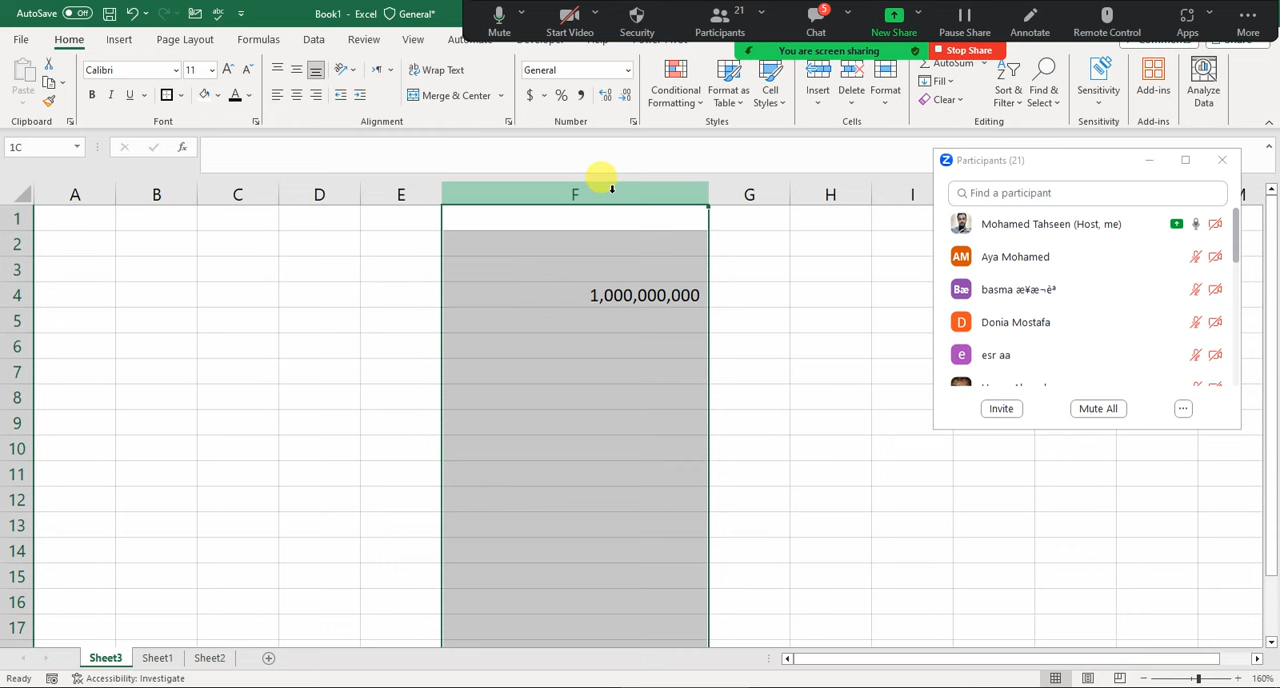 AutoSave Off Book1 - Excel General*
Mute Start Video Security Participants 21 Chat 5 New Share Pause Share Annotate Remote Control Apps More
You are screen sharing Stop Share
File Home Insert Page Layout Formulas Data Review View
Paste Calibri 11 Wrap Text General Conditional Formatting Format as Table Cell Styles Insert Delete Format AutoSum Fill Clear Sort & Filter Find & Select Sensitivity Add-ins Analyze Data
B I U A Merge & Center $ %
Clipboard Font Alignment Number Styles Cells Editing Sensitivity Add-ins
1C fx
Participants (21)
Find a participant
A B C D E F G H I M
1
2
3
4 1,000,000,000
5
6
7
8
9
10
11
12
13
14
15
16
17
Mohamed Tahseen (Host, me)
AM Aya Mohamed
Bæ basma æ¥æ¬èª
D Donia Mostafa
e esr aa
Invite Mute All ...
Sheet3 Sheet1 Sheet2
Ready Accessibility: Investigate 160%